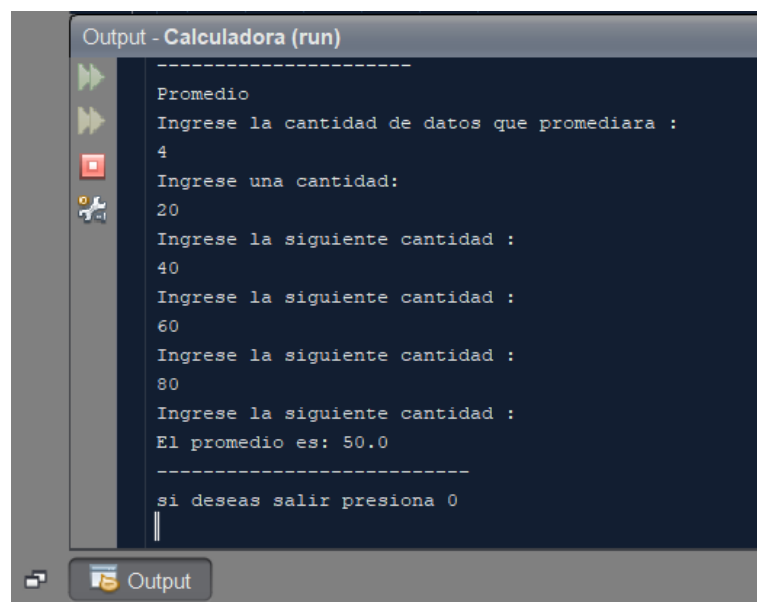 Output - Calculadora (run)
----------------------
Promedio
Ingrese la cantidad de datos que promediara :
4
Ingrese una cantidad:
20
Ingrese la siguiente cantidad :
40
Ingrese la siguiente cantidad :
60
Ingrese la siguiente cantidad :
80
Ingrese la siguiente cantidad :
El promedio es: 50.0
---------------------------
si deseas salir presiona 0
Output